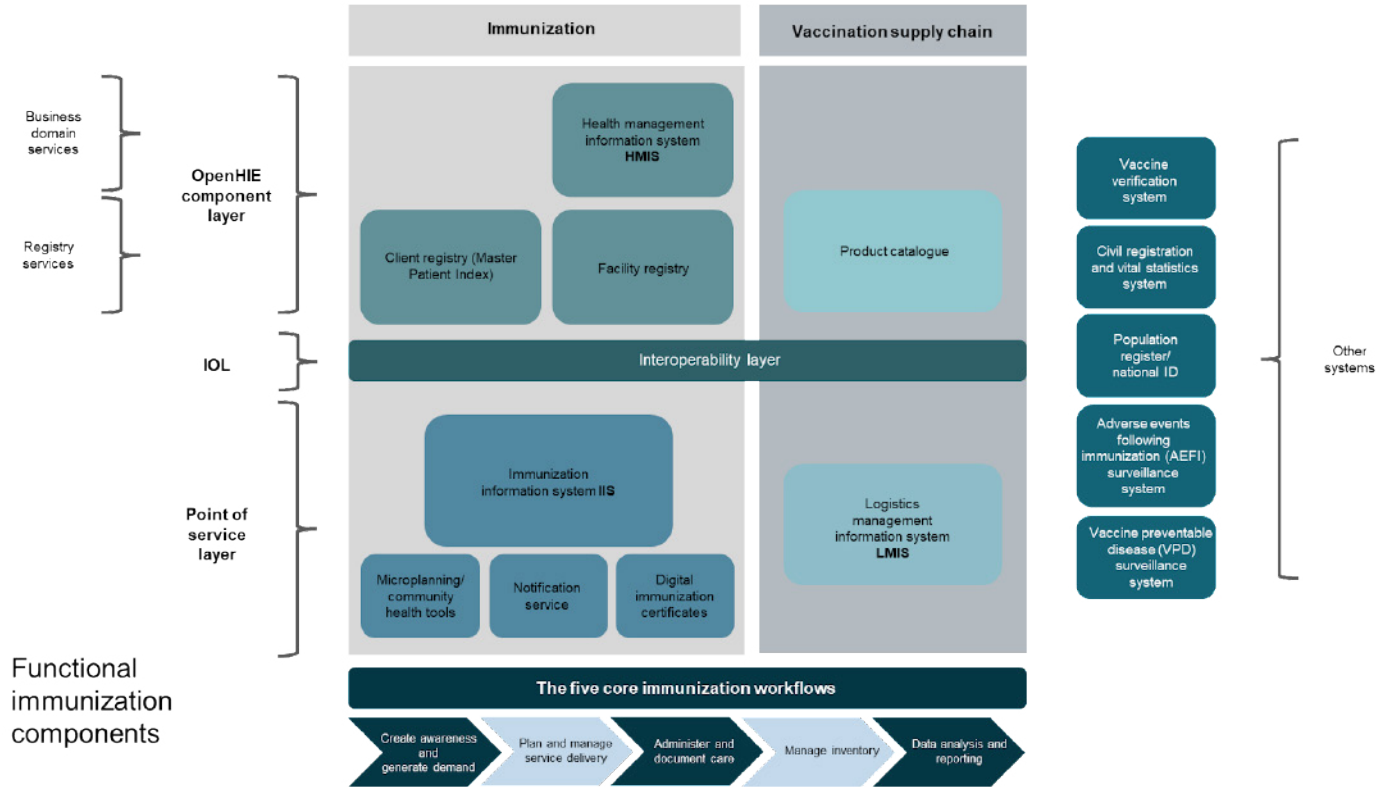 Immunization
Vaccination supply chain
Business
domain
services
Registry
services
OpenHIE
component
layer
Health management
information system
HMIS
Client registry (Master
Patient Index)
Facility registry
Product catalogue
IOL
Interoperability layer
Point of
service
layer
Immunization
information system IIS
Microplanning/
community
health tools
Notification
service
Digital
immunization
certificates
Logistics
management
information system
LMIS
Vaccine
verification
system
Civil registration
and vital statistics
system
Population
register/
national ID
Adverse events
following
immunization (AEFI)
surveillance
system
Vaccine preventable
disease (VPD)
surveillance
system
Other
systems
Functional
immunization
components
The five core immunization workflows
Create awareness
and
generate demand
Plan and manage
service delivery
Administer and
document care
Manage inventory
Data analysis and
reporting